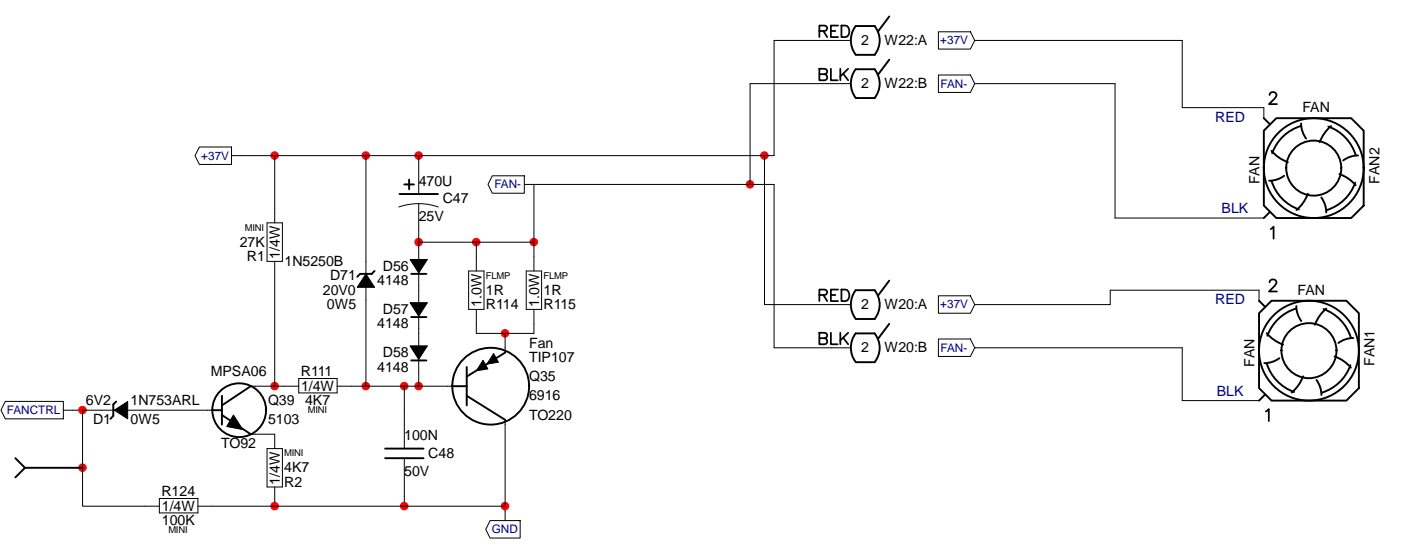 RED
2
W22:A
+37V
BLK
2
W22:B
FAN-
2
FAN
RED
FAN
FAN2
BLK
1
+37V
FAN-
470U
+
C47
25V
MINI
27K
R1
1/4W
1N5250B
D71
20V0
0W5
D56
4148
D57
4148
D58
4148
1.0W
FLMP
1R
R114
1.0W
FLMP
1R
R115
RED
2
W20:A
+37V
BLK
2
W20:B
FAN-
2
FAN
RED
FAN
FAN1
BLK
1
Fan
TIP107
Q35
6916
TO220
MPSA06
Q39
5103
TO92
R111
1/4W
4K7
MINI
FANCTRL
6V2
1N753ARL
D1
0W5
MINI
1/4W
4K7
R2
100N
C48
50V
R124
1/4W
100K
MINI
GND